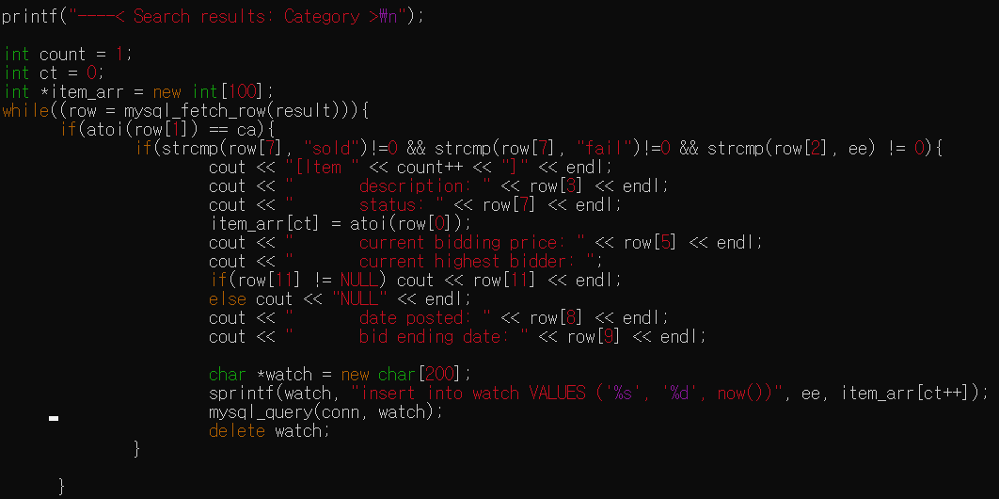 printf("----< Search results: Category >₩n");
int count = 1;
int ct = 0;
int *item_arr = new int[100];
while((row = mysql_fetch_row(result))){
if(atoi(row[1]) == ca){
if(strcmp(row[7], "sold")!=0 && strcmp(row[7], "fail")!=0 && strcmp(row[2], ee) != 0){
cout << "[Item " << count++ << "]" << endl;
cout << "       description: " << row[3] << endl;
cout << "       status: " << row[7] << endl;
item_arr[ct] = atoi(row[0]);
cout << "       current bidding price: " << row[5] << endl;
cout << "       current highest bidder: ";
if(row[11] != NULL) cout << row[11] << endl;
else cout << "NULL" << endl;
cout << "       date posted: " << row[8] << endl;
cout << "       bid ending date: " << row[9] << endl;
char *watch = new char[200];
sprintf(watch, "insert into watch VALUES ('%s', '%d', now())", ee, item_arr[ct++]);
mysql_query(conn, watch);
delete watch;
}
}